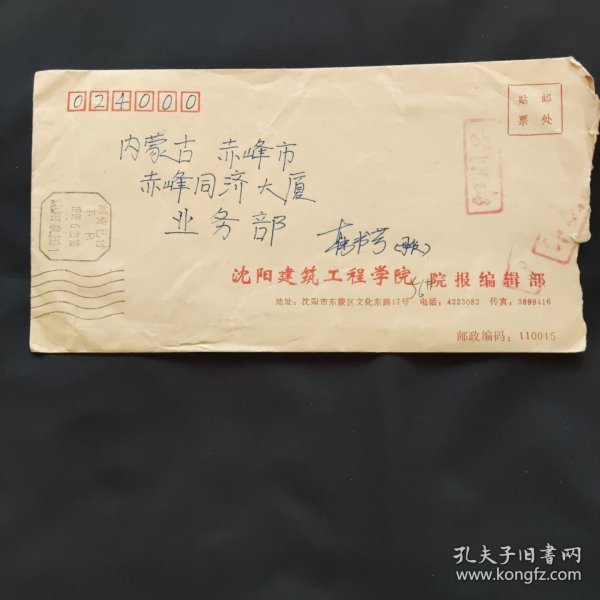 024000
贴邮
票处
内蒙古 赤峰市
赤峰同济大厦
业务部
沈阳建筑工程学院 院报编辑部
地址：沈阳市东陵区文化东路17号 电话：4223082 传真：3899416
邮政编码：110015
孔夫子旧书网
www.kongfz.com